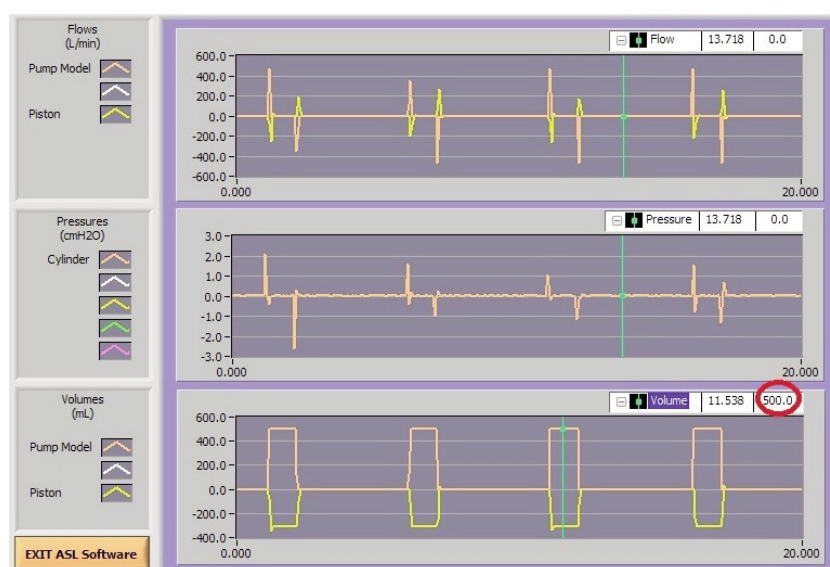 Flows
(L/min)
Pump Model
Piston
Flow 13.718 0.0
600.0
400.0
200.0
0.0
-200.0
-400.0
-600.0
0.000 20.000
Pressures
(cmH2O)
Cylinder
Pressure 13.718 0.0
3.0
2.0
1.0
0.0
-1.0
-2.0
-3.0
0.000 20.000
Volumes
(mL)
Pump Model
Piston
Volume 11.538 500.0
600.0
400.0
200.0
0.0
-200.0
-400.0
0.000 20.000
EXIT ASL Software